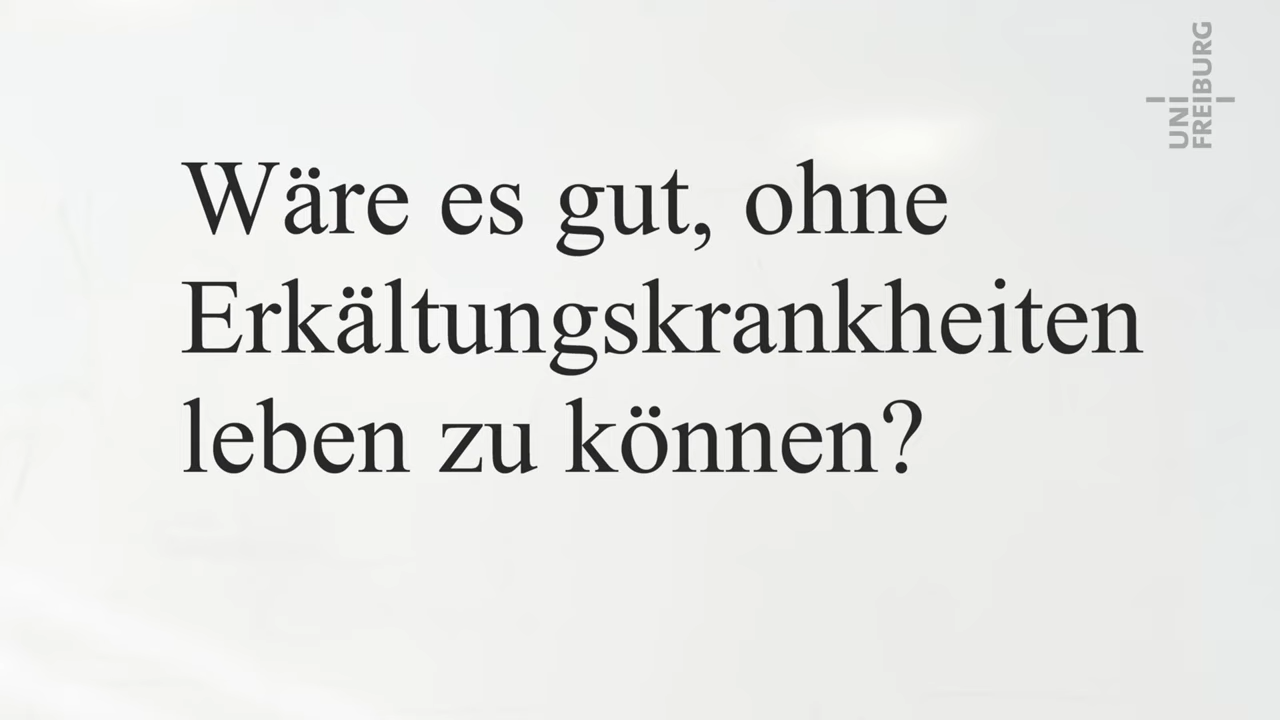 Wäre es gut, ohne
Erkältungskrankheiten
leben zu können?
UNI
FREIBURG